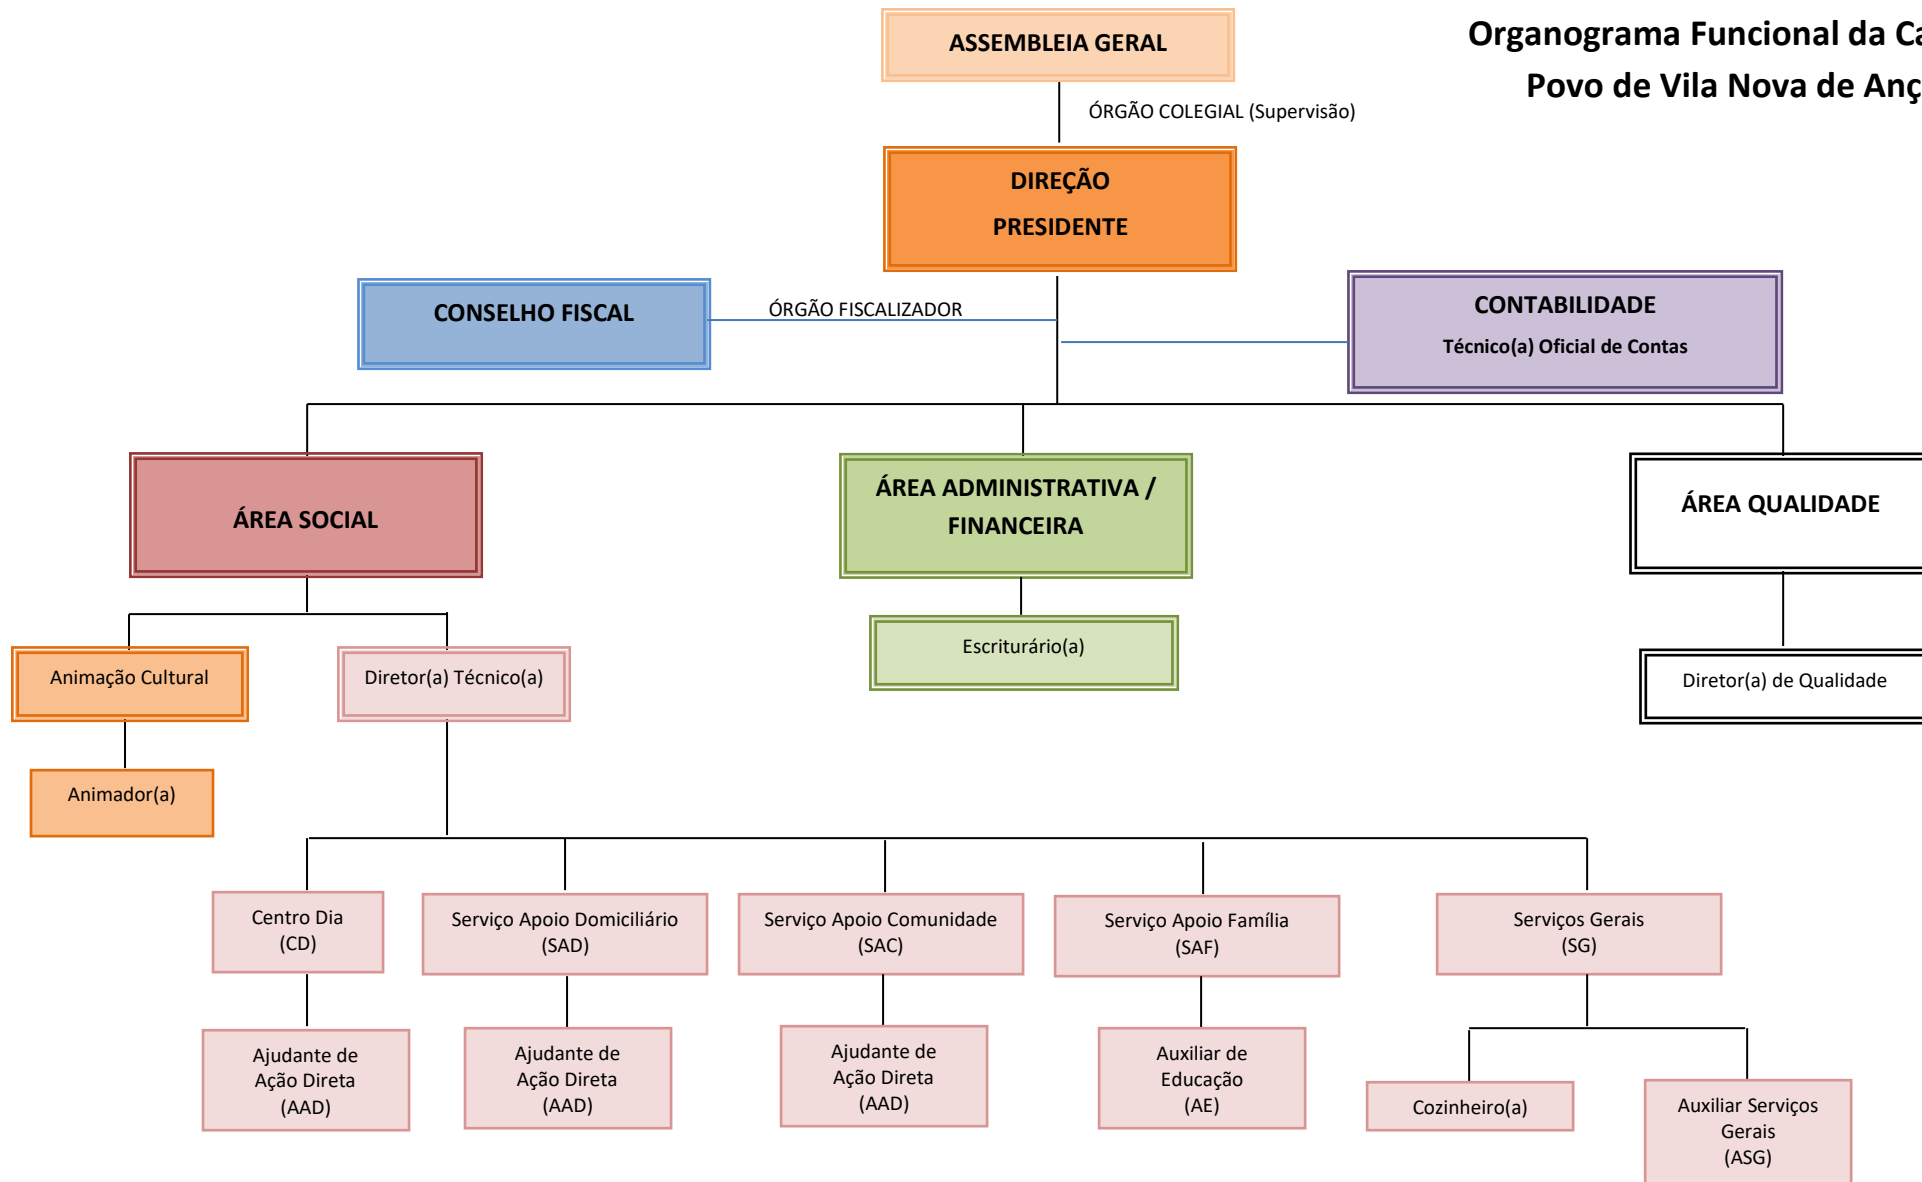 Organograma Funcional da Ca
Povo de Vila Nova de Anç
ASSEMBLEIA GERAL
ÓRGÃO COLEGIAL (Supervisão)
DIREÇÃO
PRESIDENTE
CONSELHO FISCAL
ÓRGÃO FISCALIZADOR
CONTABILIDADE
Técnico(a) Oficial de Contas
ÁREA SOCIAL
ÁREA ADMINISTRATIVA /
FINANCEIRA
ÁREA QUALIDADE
Animação Cultural
Diretor(a) Técnico(a)
Escriturário(a)
Diretor(a) de Qualidade
Animador(a)
Centro Dia
(CD)
Serviço Apoio Domiciliário
(SAD)
Serviço Apoio Comunidade
(SAC)
Serviço Apoio Família
(SAF)
Serviços Gerais
(SG)
Ajudante de
Ação Direta
(AAD)
Ajudante de
Ação Direta
(AAD)
Ajudante de
Ação Direta
(AAD)
Auxiliar de
Educação
(AE)
Cozinheiro(a)
Auxiliar Serviços
Gerais
(ASG)